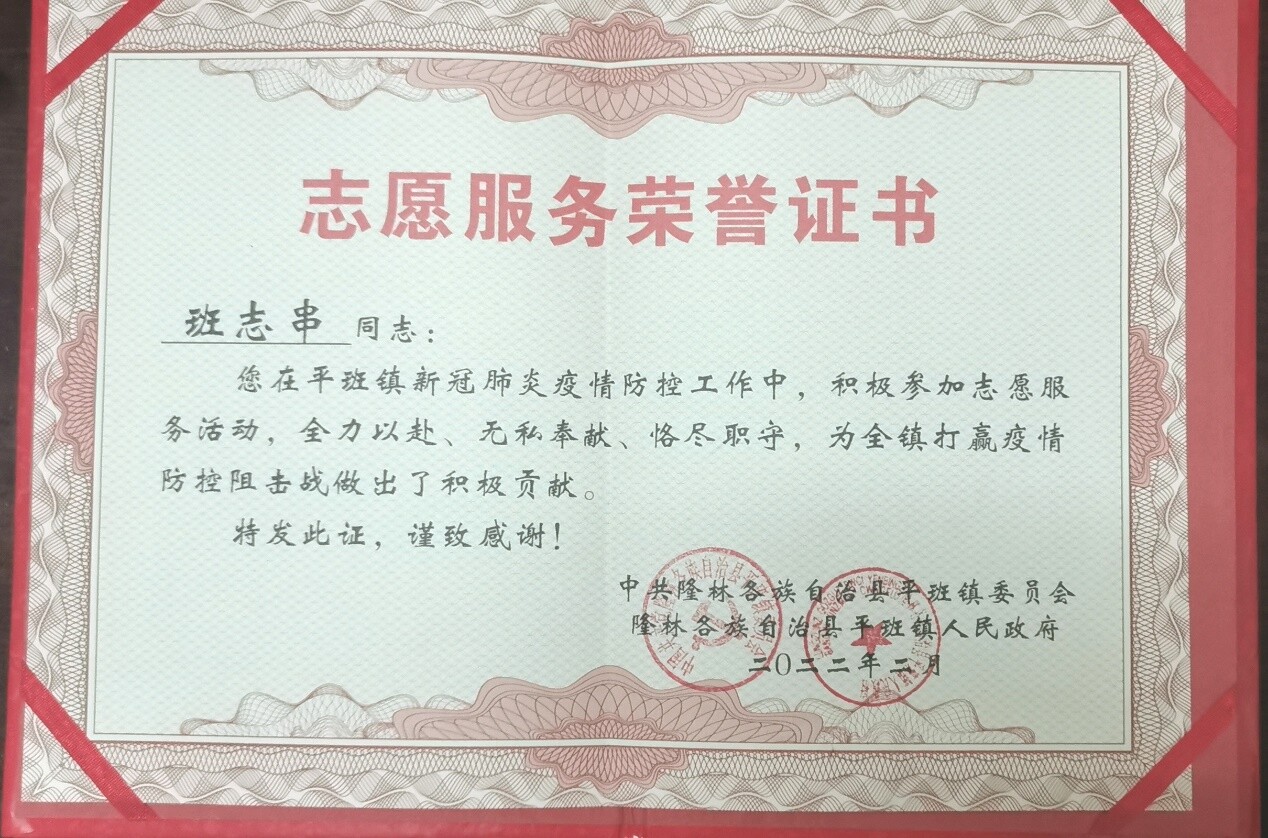 志愿服务荣誉证书
班志串 同志：
您在平班镇新冠肺炎疫情防控工作中，积极参加志愿服
务活动，全力以赴、无私奉献、恪尽职守，为全镇打赢疫情
防控阻击战做出了积极贡献。
特发此证，谨致感谢！
中共隆林各族自治县平班镇委员会
隆林各族自治县平班镇人民政府
二〇二二年二月